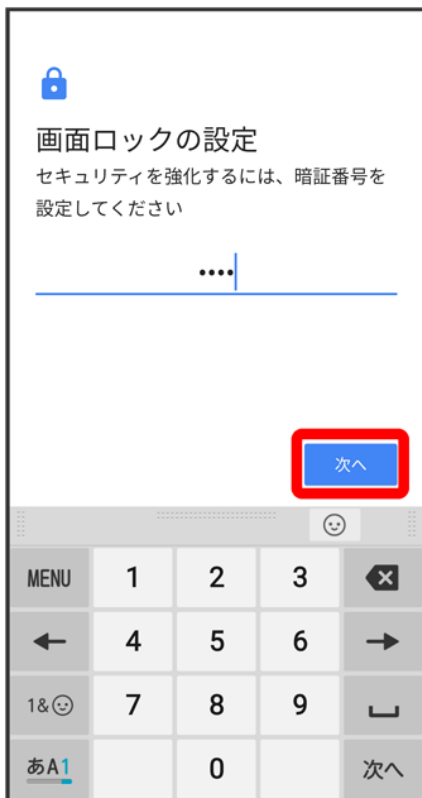 画面ロックの設定
セキュリティを強化するには、暗証番号を
設定してください
••••
次へ
MENU 1 2 3
4 5 6
1& 7 8 9
あA1 0 次へ